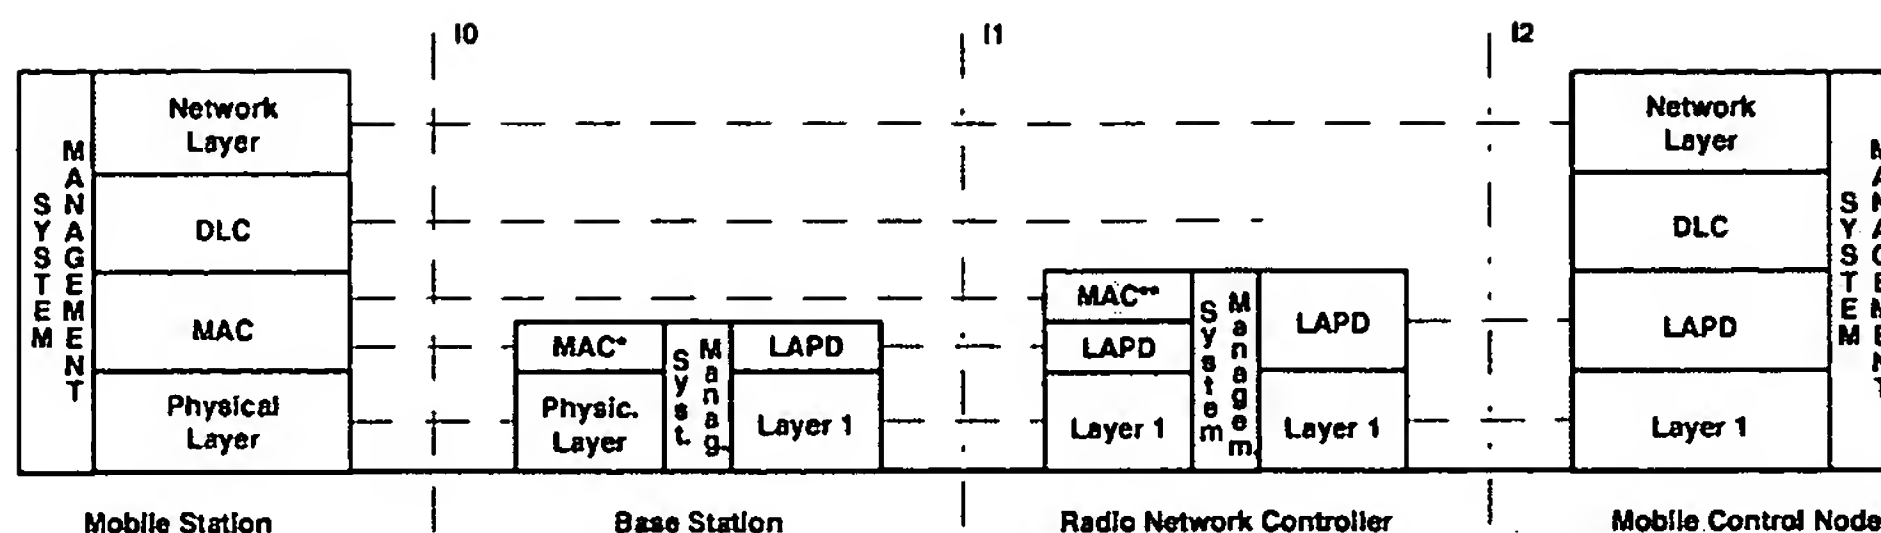 I0
I1
I2
SYSTEM
MANAGEMENT
Network
Layer
DLC
MAC
Physical
Layer
MAC*
Physic.
Layer
Syst.
Manag.
LAPD
Layer 1
MAC**
LAPD
Layer 1
System
Managem.
LAPD
Layer 1
Network
Layer
DLC
LAPD
Layer 1
SYSTEM
Mobile Station
Base Station
Radio Network Controller
Mobile Control Node